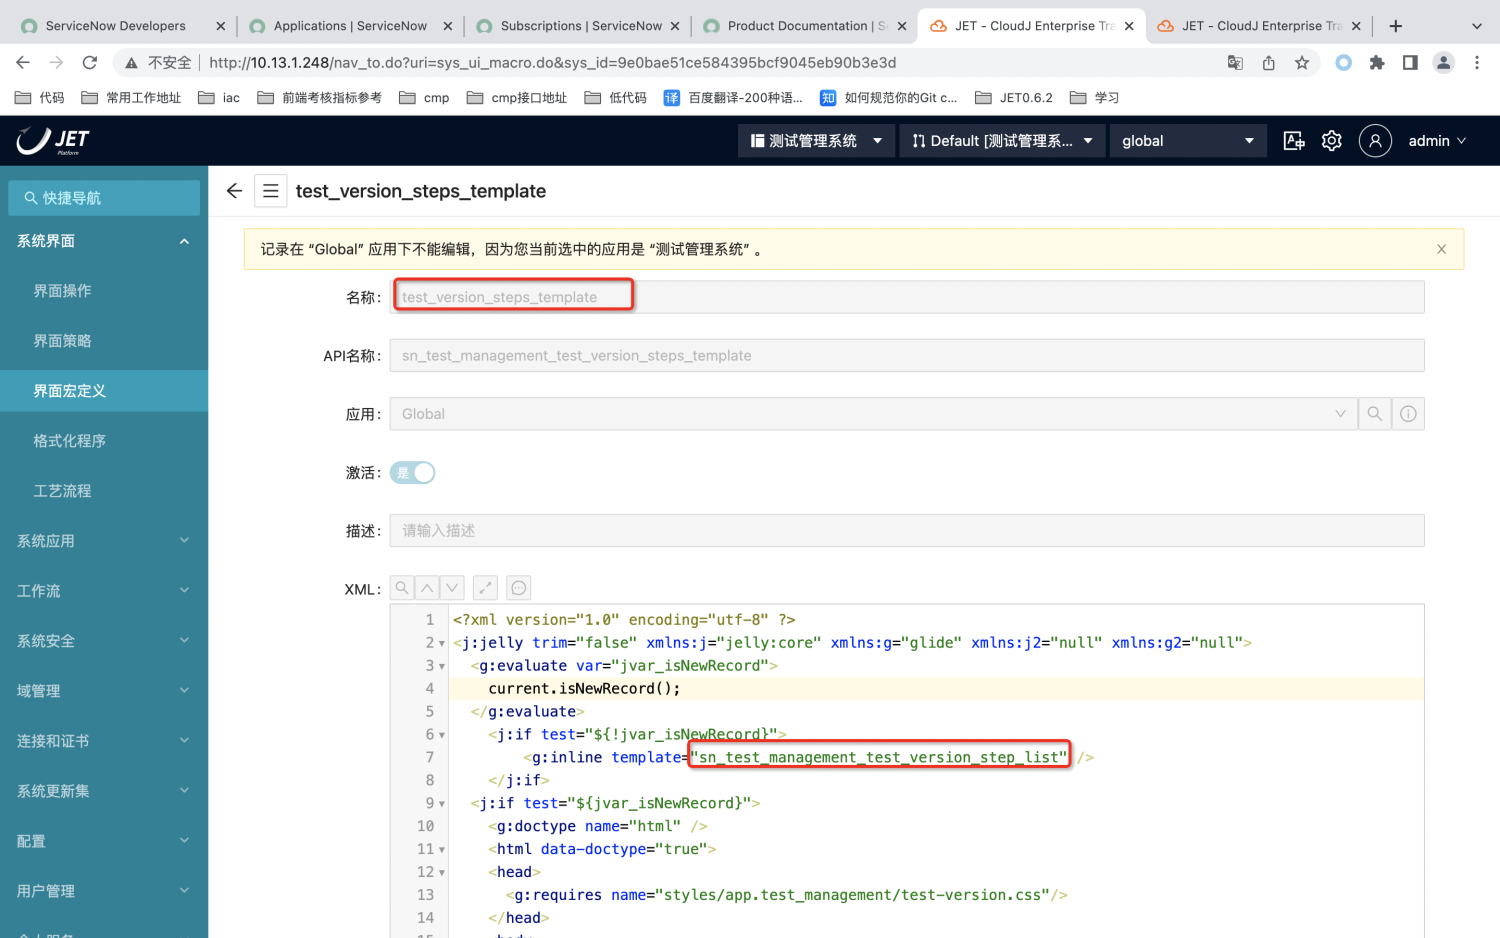 ServiceNow Developers
Applications | ServiceNow
Subscriptions | ServiceNow
Product Documentation | S
JET - CloudJ Enterprise Tra
JET - CloudJ Enterprise Tra
不安全
http://10.13.1.248/nav_to.do?uri=sys_ui_macro.do&sys_id=9e0bae51ce584395bcf9045eb90b3e3d
代码
常用工作地址
iac
前端考核指标参考
cmp
cmp接口地址
低代码
译 百度翻译-200种语...
知 如何规范你的Git c...
JET0.6.2
学习
JET
Platform
测试管理系统
Default [测试管理系...
global
admin
快捷导航
系统界面
界面操作
界面策略
界面宏定义
格式化程序
工艺流程
系统应用
工作流
系统安全
域管理
连接和证书
系统更新集
配置
用户管理
test_version_steps_template
记录在 “Global” 应用下不能编辑，因为您当前选中的应用是 “测试管理系统” 。
名称: test_version_steps_template
API名称: sn_test_management_test_version_steps_template
应用: Global
激活: 是
描述: 请输入描述
XML:
1 <?xml version="1.0" encoding="utf-8" ?>
2 <j:jelly trim="false" xmlns:j="jelly:core" xmlns:g="glide" xmlns:j2="null" xmlns:g2="null">
3 <g:evaluate var="jvar_isNewRecord">
4 current.isNewRecord();
5 </g:evaluate>
6 <j:if test="${!jvar_isNewRecord}">
7 <g:inline template="sn_test_management_test_version_step_list" />
8 </j:if>
9 <j:if test="${jvar_isNewRecord}">
10 <g:doctype name="html" />
11 <html data-doctype="true">
12 <head>
13 <g:requires name="styles/app.test_management/test-version.css"/>
14 </head>